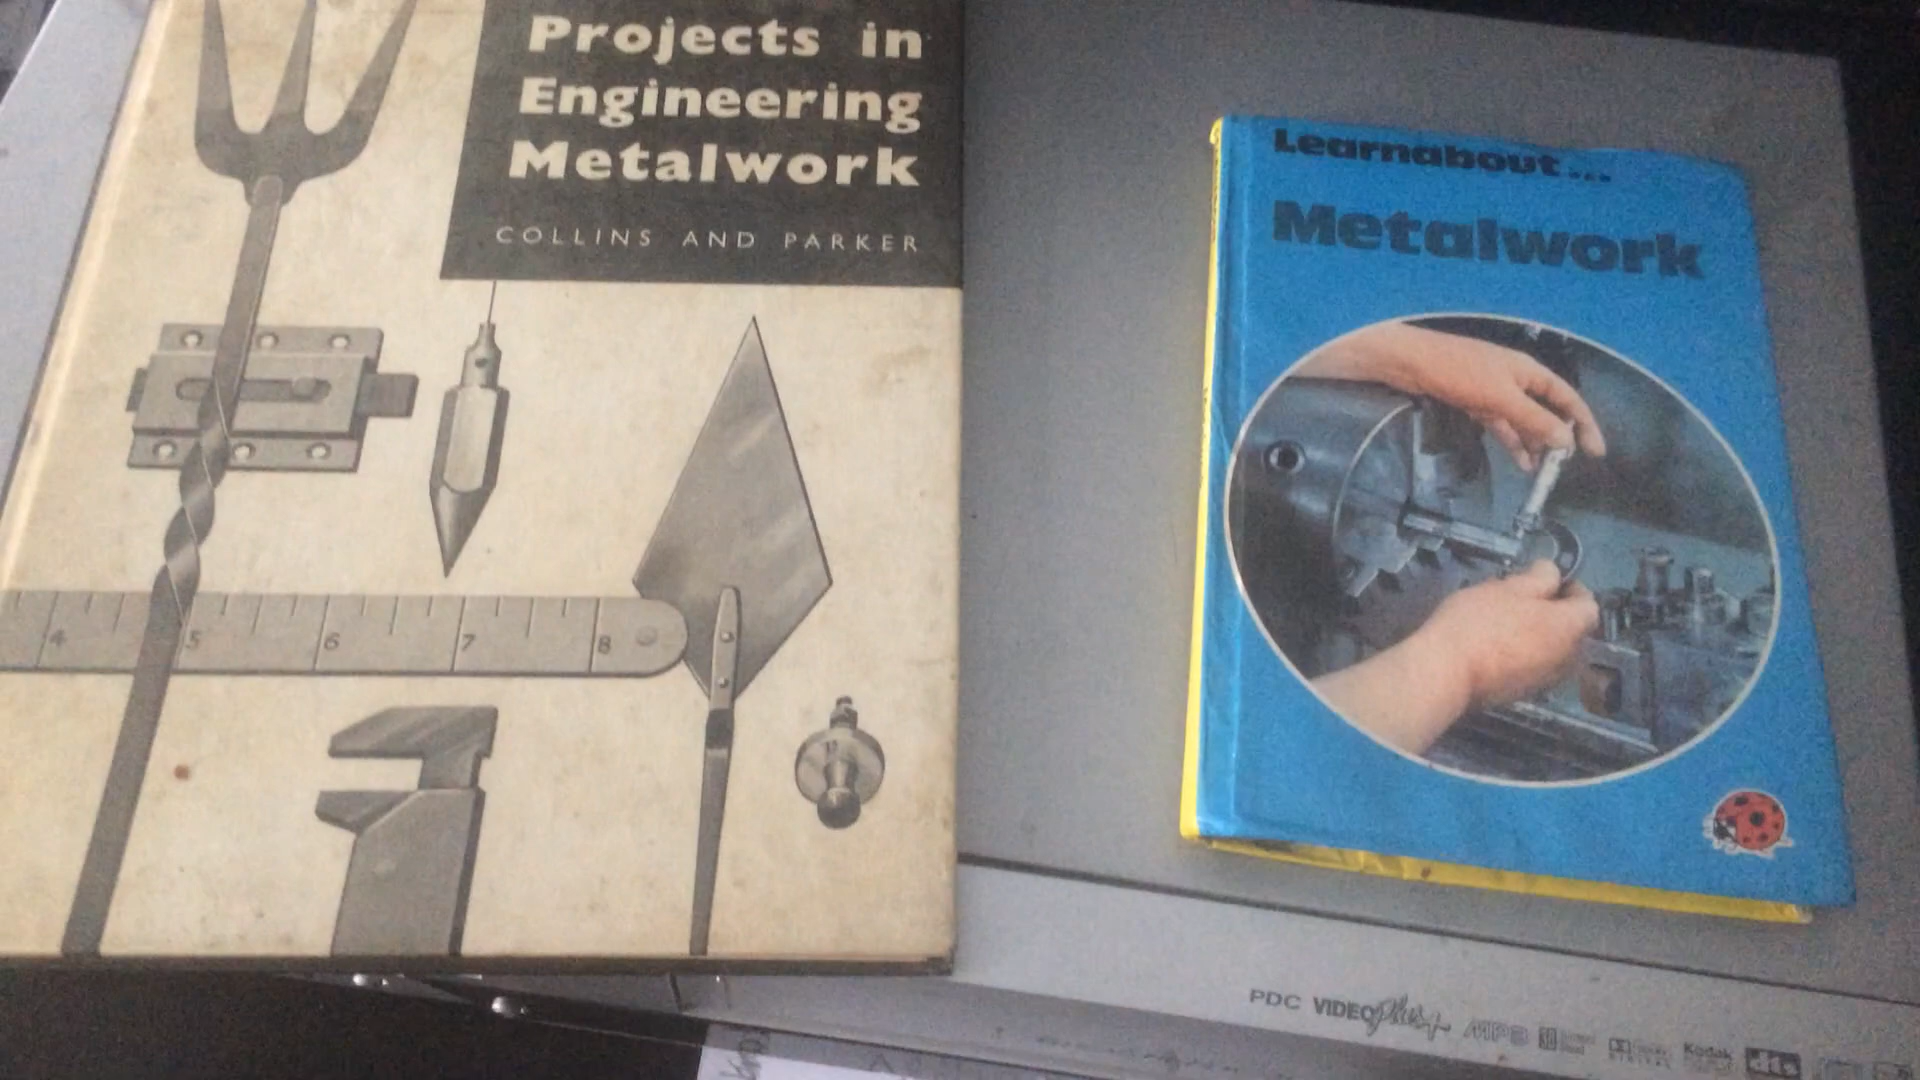 Projects in
Engineering
Metalwork
COLLINS AND PARKER
4 5 6 7 8
Learnabout...
Metalwork
PDC VIDEO Plus+ MP3
Kodak
dts